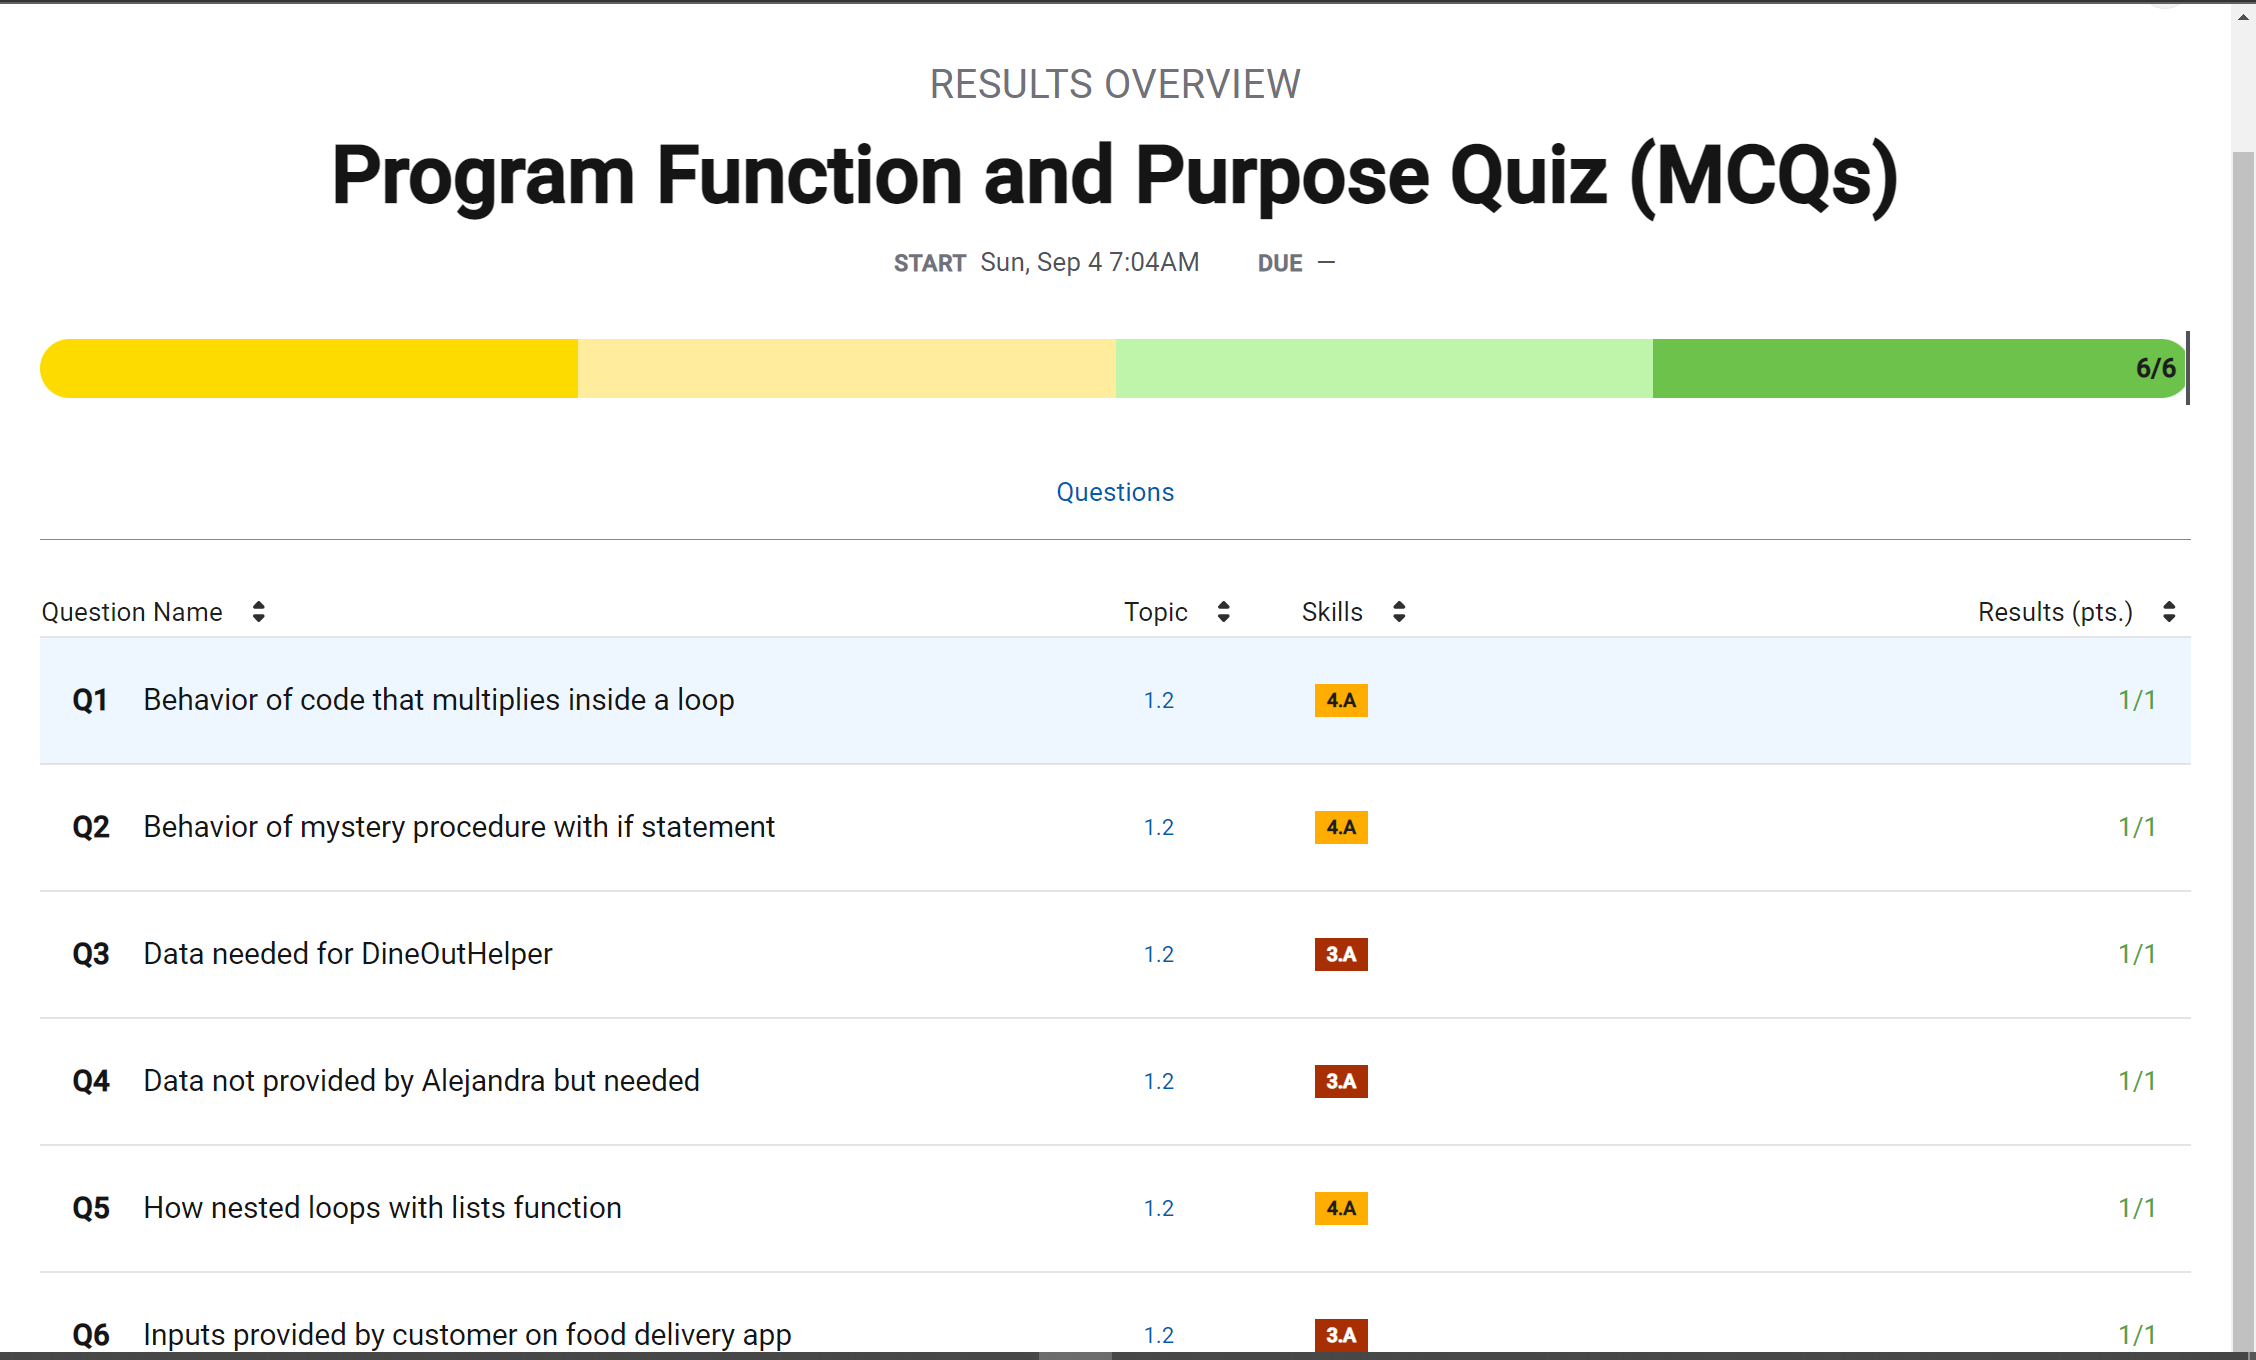 RESULTS OVERVIEW
Program Function and Purpose Quiz (MCQs)
START Sun, Sep 4 7:04AM DUE —
6/6
Questions
Question Name Topic Skills Results (pts.)
Q1 Behavior of code that multiplies inside a loop 1.2 4.A 1/1
Q2 Behavior of mystery procedure with if statement 1.2 4.A 1/1
Q3 Data needed for DineOutHelper 1.2 3.A 1/1
Q4 Data not provided by Alejandra but needed 1.2 3.A 1/1
Q5 How nested loops with lists function 1.2 4.A 1/1
Q6 Inputs provided by customer on food delivery app 1.2 3.A 1/1